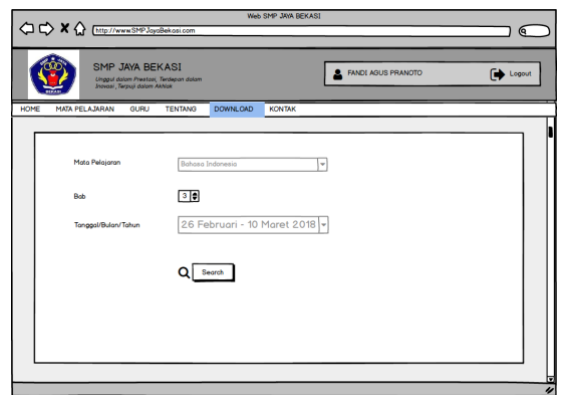 Web SMP JAYA BEKASI
http://www.SMPJayaBekasi.com
SMP JAYA BEKASI
Unggul dalam Prestasi, Terdepan dalam
Inovasi, Terpuji dalam Akhlak
FANDI AGUS PRANOTO
Logout
HOME MATA PELAJARAN GURU TENTANG DOWNLOAD KONTAK
Mata Pelajaran Bahasa Indonesia
Bab 3
Tanggal/Bulan/Tahun 26 Februari - 10 Maret 2018
Search